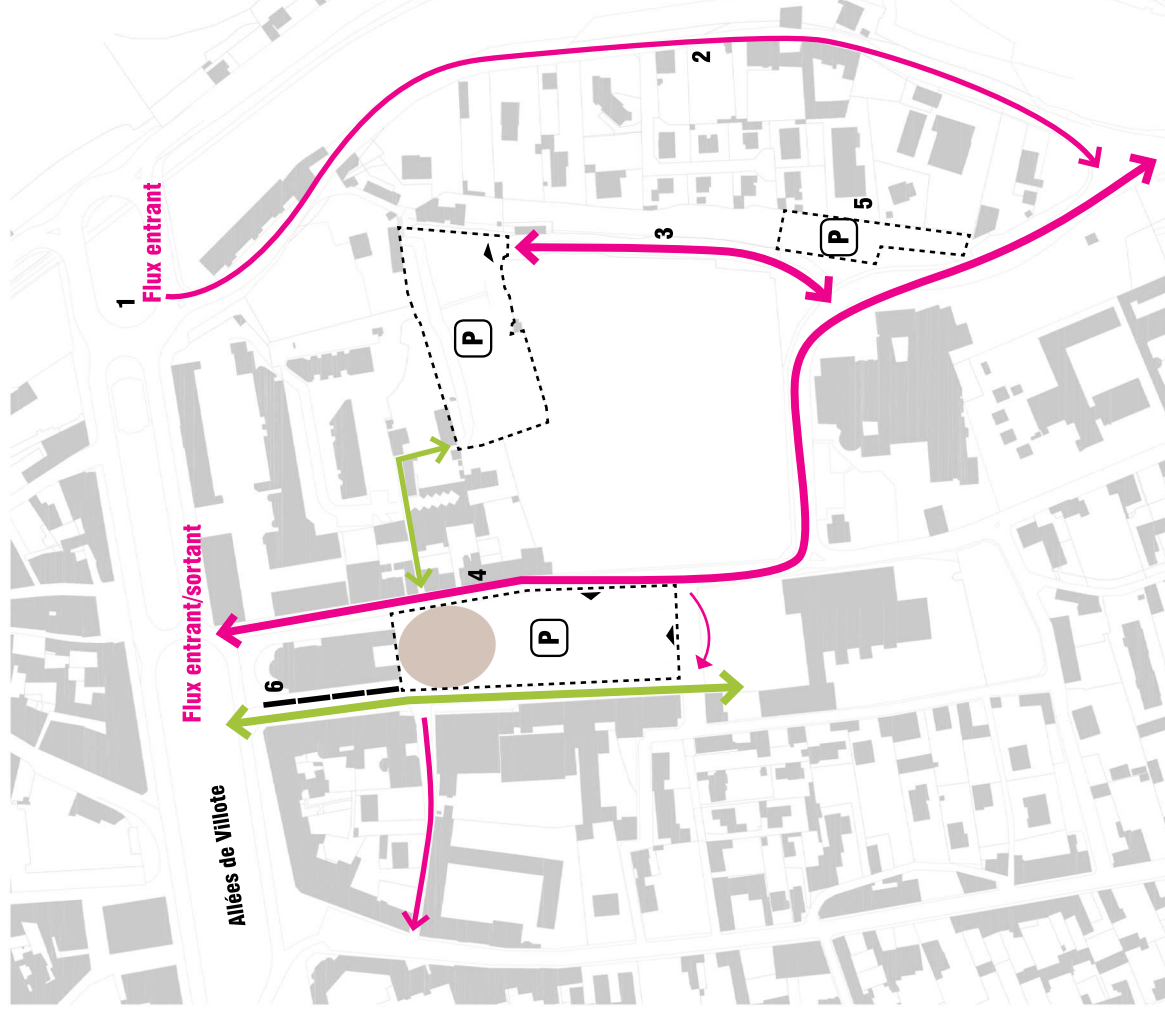 1
Flux entrant
2
3
P
5
P
Flux entrant/sortant
4
P
6
Allées de Villote